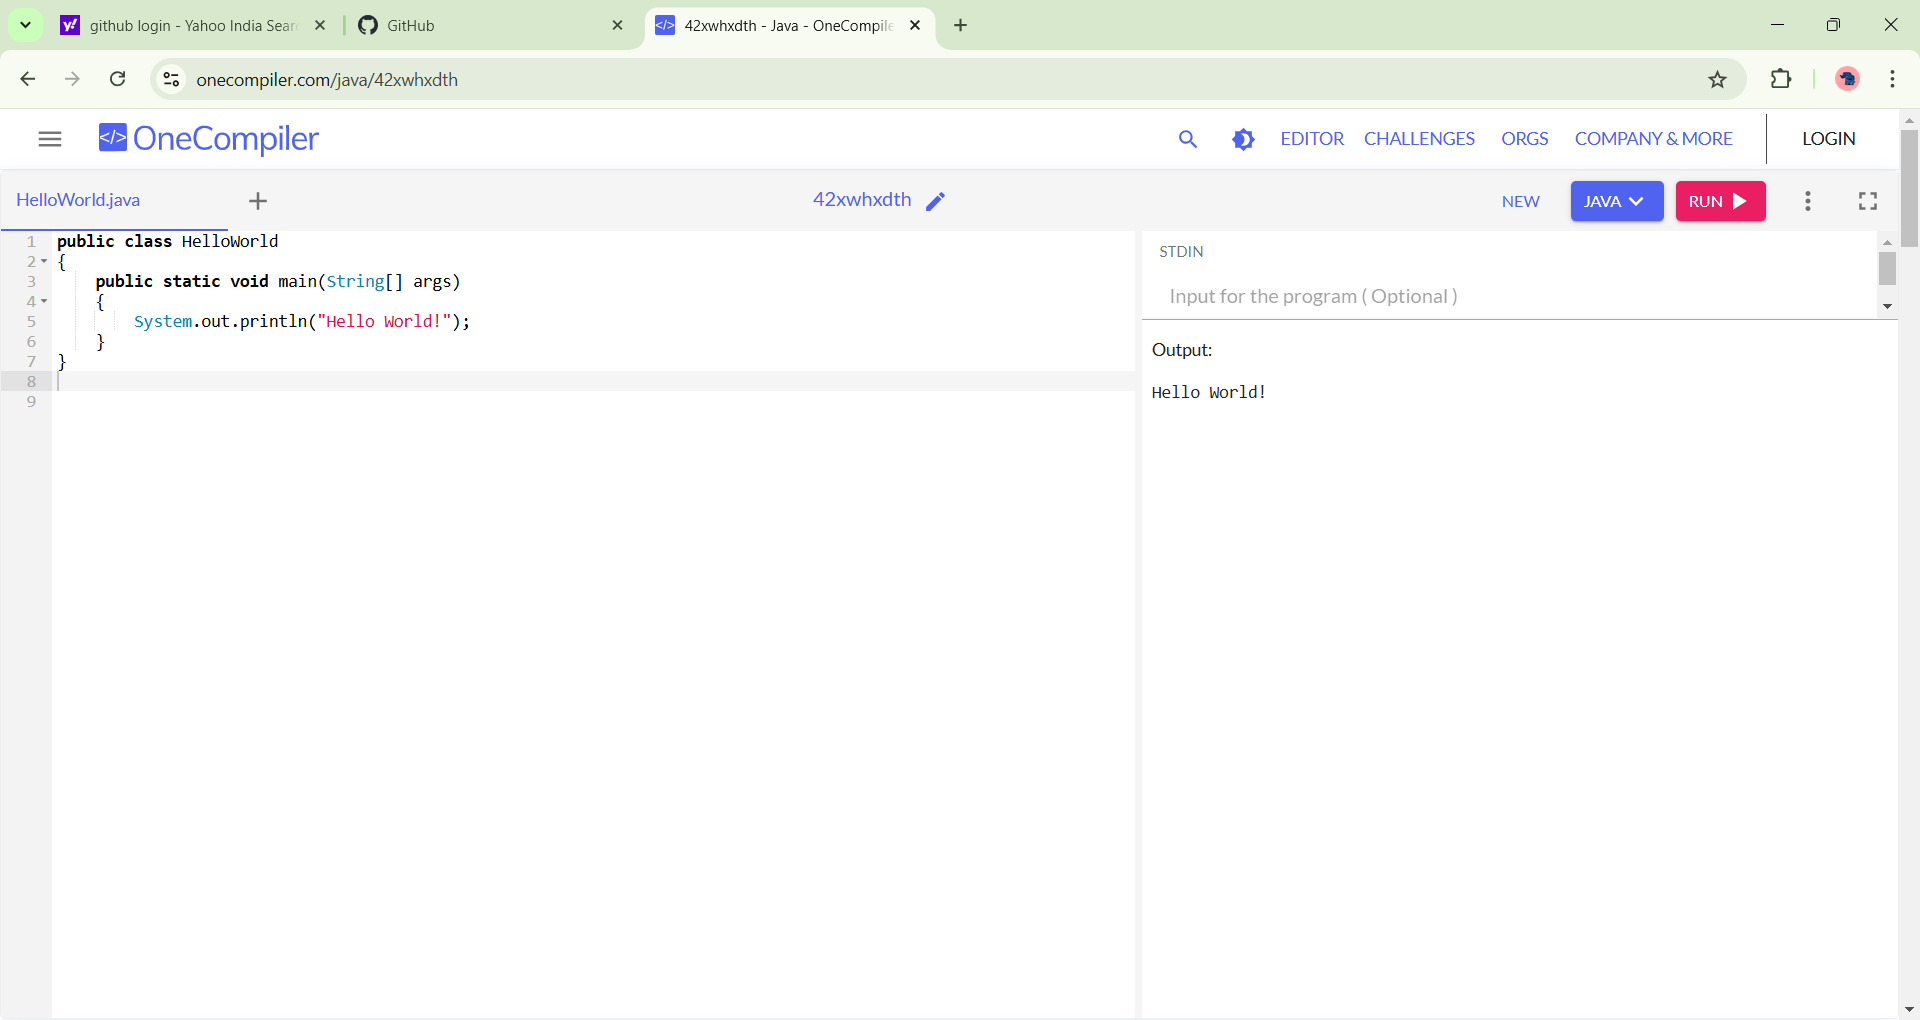 github login - Yahoo India Sear
GitHub
42xwhxdth - Java - OneCompile
onecompiler.com/java/42xwhxdth
</> OneCompiler
EDITOR CHALLENGES ORGS COMPANY & MORE LOGIN
HelloWorld.java + 42xwhxdth NEW JAVA RUN
1 public class HelloWorld
2 {
3     public static void main(String[] args)
4     {
5         System.out.println("Hello World!");
6     }
7 }
8
9
STDIN
Input for the program ( Optional )
Output:
Hello World!